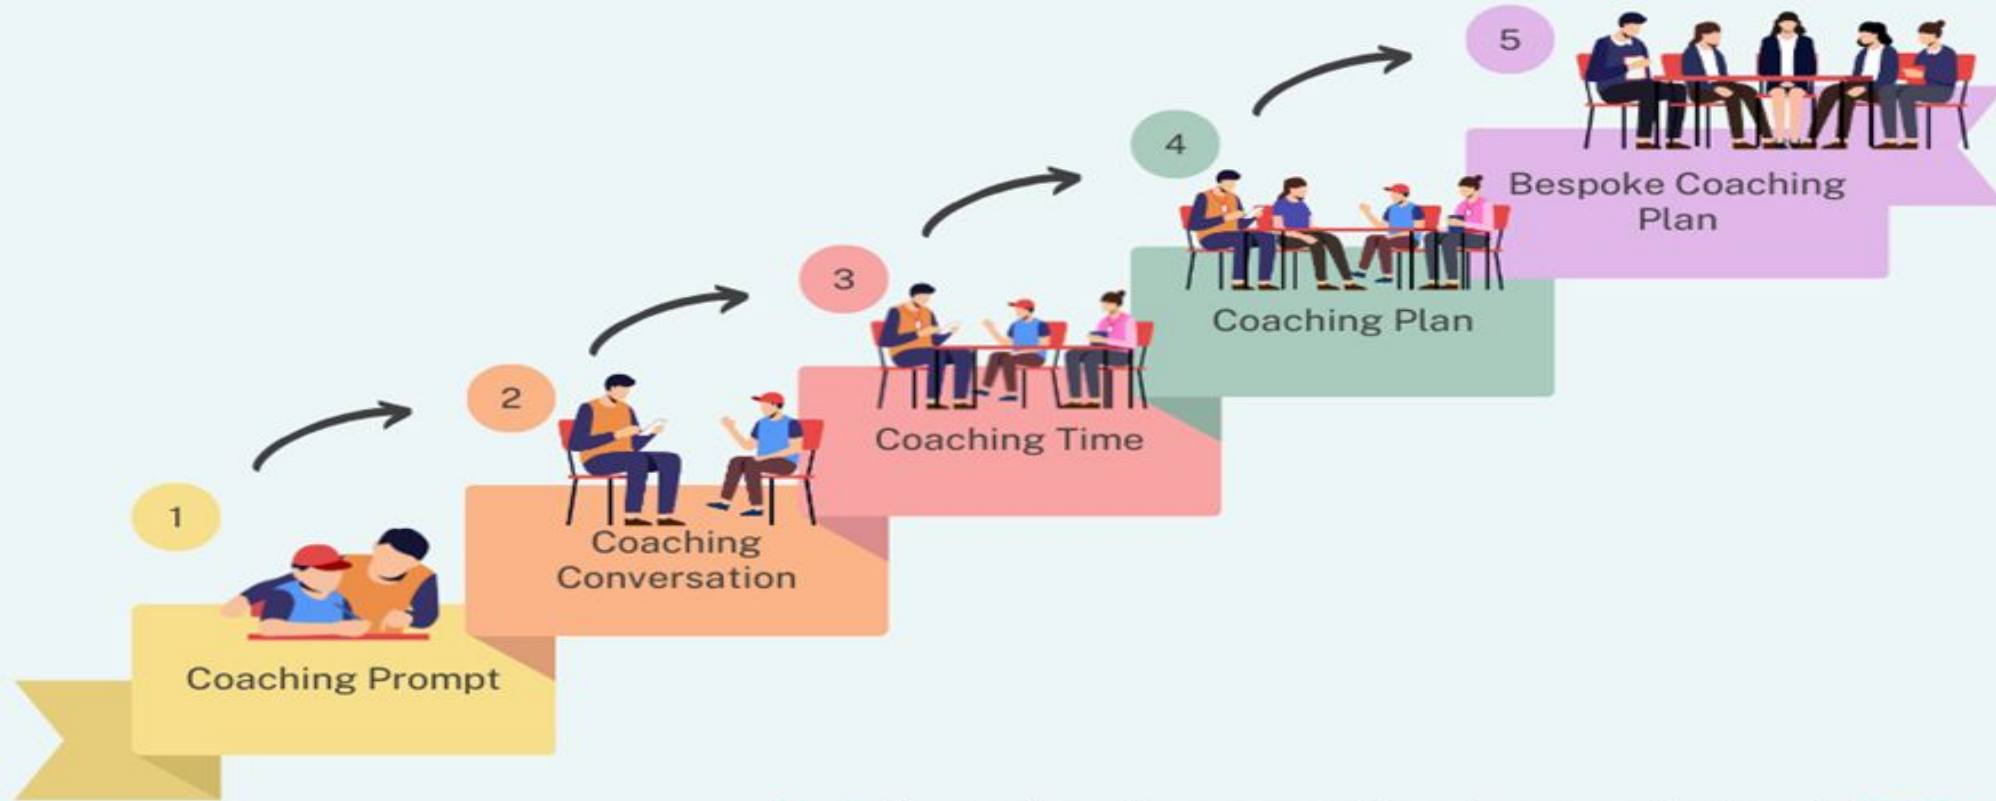 1
Coaching Prompt
2
Coaching
Conversation
3
Coaching Time
4
Coaching Plan
5
Bespoke Coaching
Plan